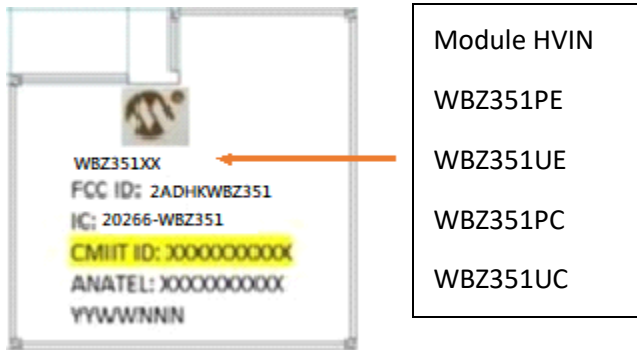 WBZ351XX
FCC ID: 2ADHKWBZ351
IC: 20266-WBZ351
CMIIT ID: XXXXXXXXXX
ANATEL: XXXXXXXXXX
YYWWNNN
Module HVIN
WBZ351PE
WBZ351UE
WBZ351PC
WBZ351UC